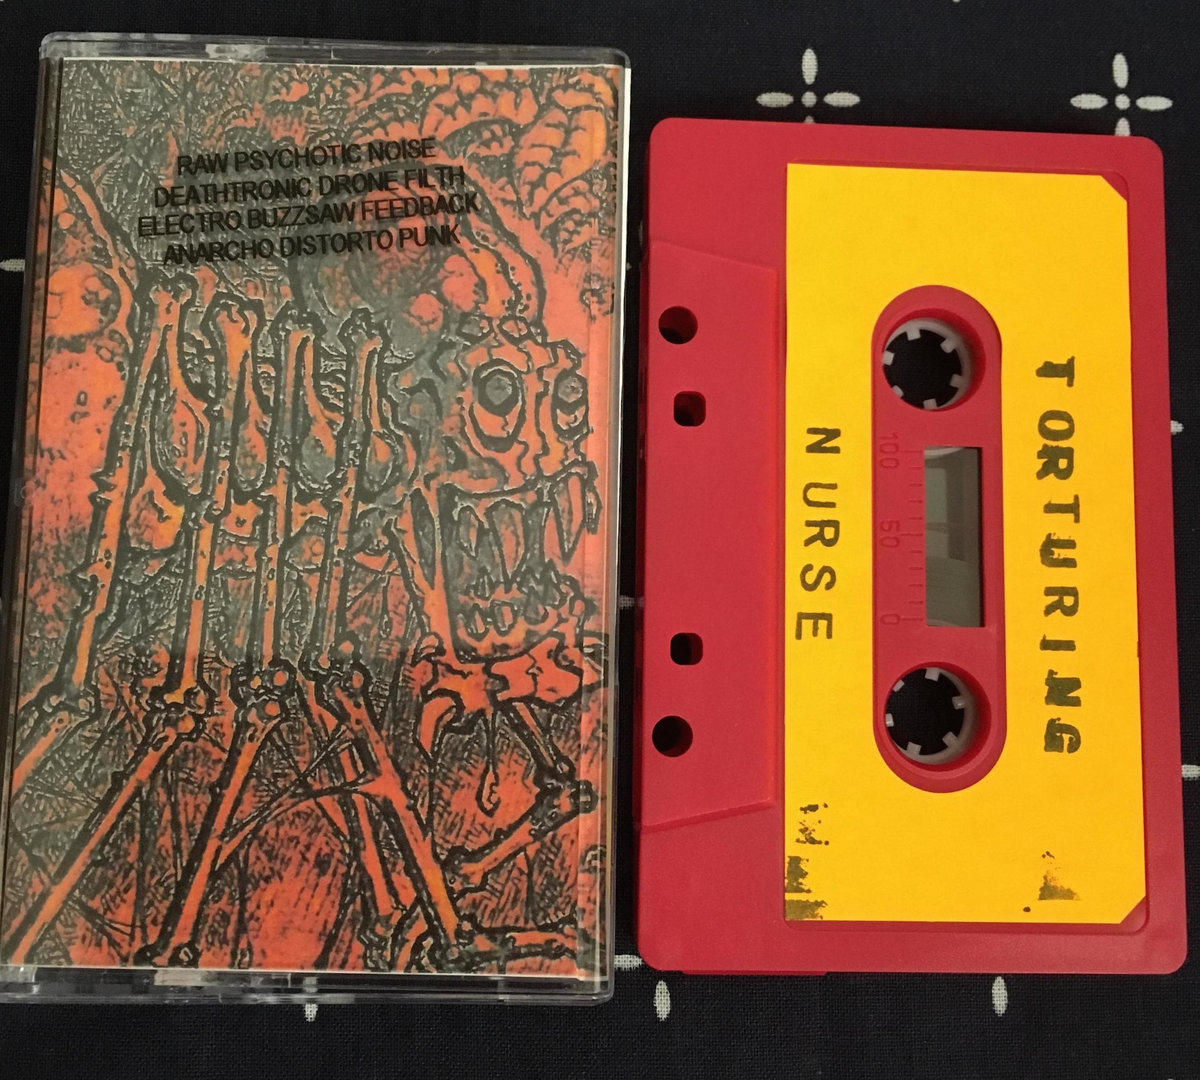 RAW PSYCHOTIC NOISE
DEATHTRONIC DRONE FILTH
ELECTRO BUZZSAW FEEDBACK
ANARCHO DISTORTO PUNK
TORTURING
100 50 0
NURSE